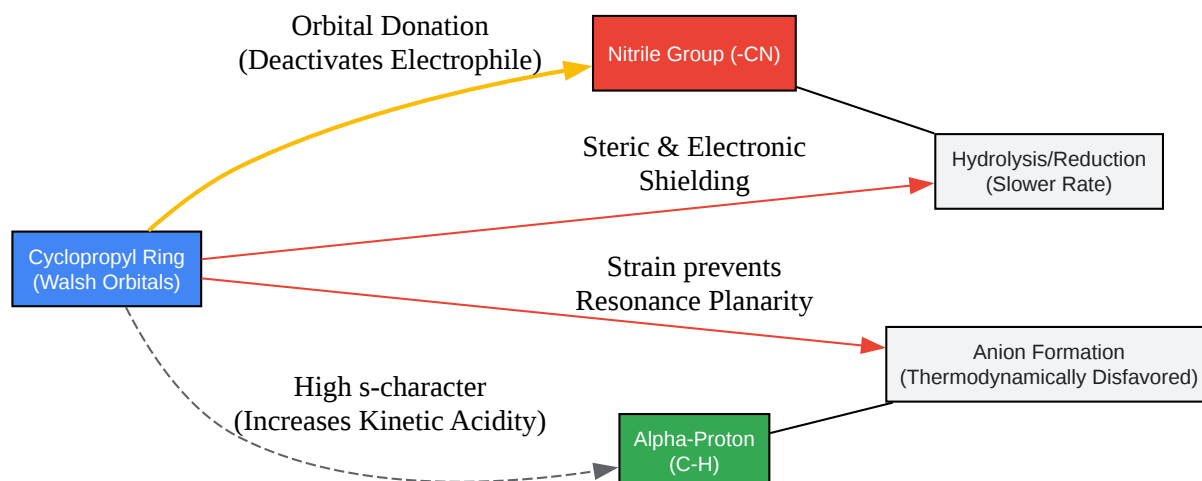 Orbital Donation
(Deactivates Electrophile)
Nitrile Group (-CN)
Steric & Electronic
Shielding
Hydrolysis/Reduction
(Slower Rate)
Cyclopropyl Ring
(Walsh Orbitals)
Strain prevents
Resonance Planarity
Anion Formation
(Thermodynamically Disfavored)
High s-character
(Increases Kinetic Acidity)
Alpha-Proton
(C-H)